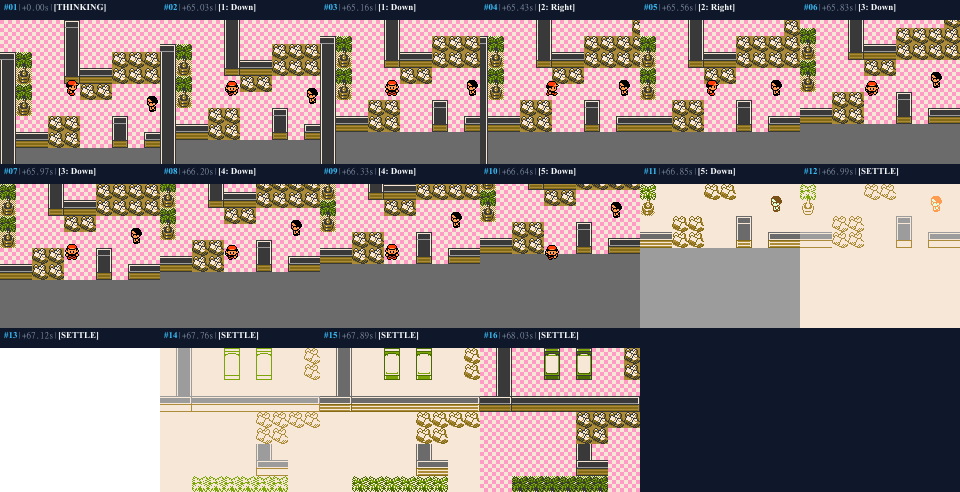 #01|+0.00s|[THINKING]
#02|+65.03s|[1: Down]
#03|+65.16s|[1: Down]
#04|+65.43s|[2: Right]
#05|+65.56s|[2: Right]
#06|+65.83s|[3: Down]
#07|+65.97s|[3: Down]
#08|+66.20s|[4: Down]
#09|+66.33s|[4: Down]
#10|+66.64s|[5: Down]
#11|+66.85s|[5: Down]
#12|+66.99s|[SETTLE]
#13|+67.12s|[SETTLE]
#14|+67.76s|[SETTLE]
#15|+67.89s|[SETTLE]
#16|+68.03s|[SETTLE]